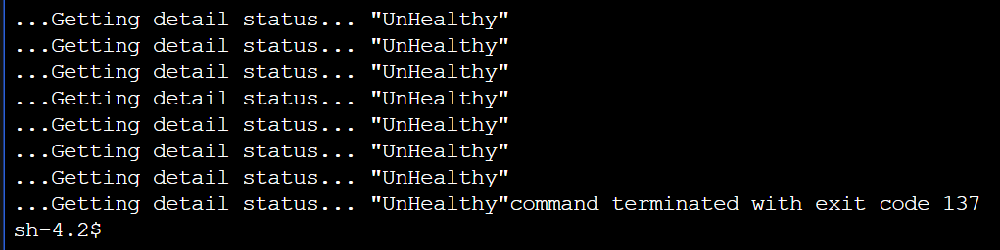 ...Getting detail status... "UnHealthy"
...Getting detail status... "UnHealthy"
...Getting detail status... "UnHealthy"
...Getting detail status... "UnHealthy"
...Getting detail status... "UnHealthy"
...Getting detail status... "UnHealthy"
...Getting detail status... "UnHealthy"
...Getting detail status... "UnHealthy"command terminated with exit code 137
sh-4.2$